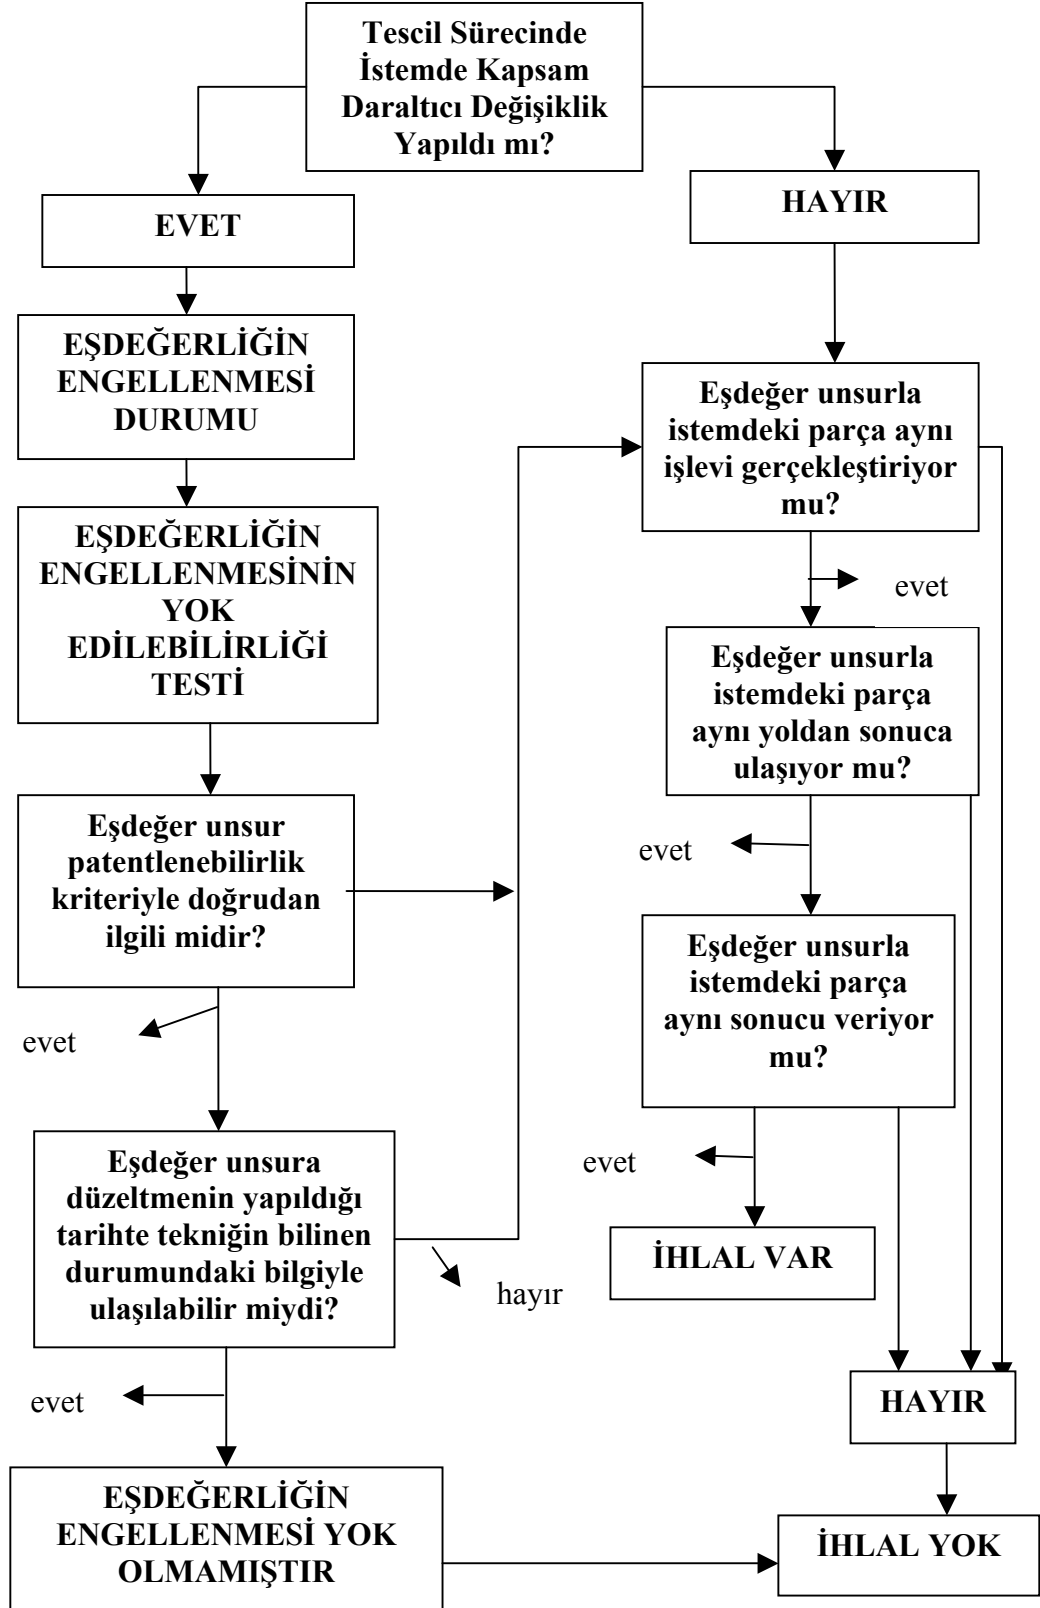 Tescil Sürecinde
İstemde Kapsam
Daraltıcı Değişiklik
Yapıldı mı?
EVET
HAYIR
EŞDEĞERLİĞİN
ENGELLENMESİ
DURUMU
Eşdeğer unsurla
istemdeki parça aynı
işlevi gerçekleştiriyor
mu?
EŞDEĞERLİĞİN
ENGELLENMESİNİN
YOK
EDİLEBİLİRLİĞİ
TESTİ
evet
Eşdeğer unsurla
istemdeki parça
aynı yoldan sonuca
ulaşıyor mu?
Eşdeğer unsur
patentlenebilirlik
kriteriyle doğrudan
ilgili midir?
evet
Eşdeğer unsurla
istemdeki parça
aynı sonucu veriyor
mu?
evet
Eşdeğer unsura
düzeltmenin yapıldığı
tarihte tekniğin bilinen
durumundaki bilgiyle
ulaşılabilir miydi?
evet
hayır
İHLAL VAR
evet
HAYIR
EŞDEĞERLİĞİN
ENGELLENMESİ YOK
OLMAMIŞTIR
İHLAL YOK